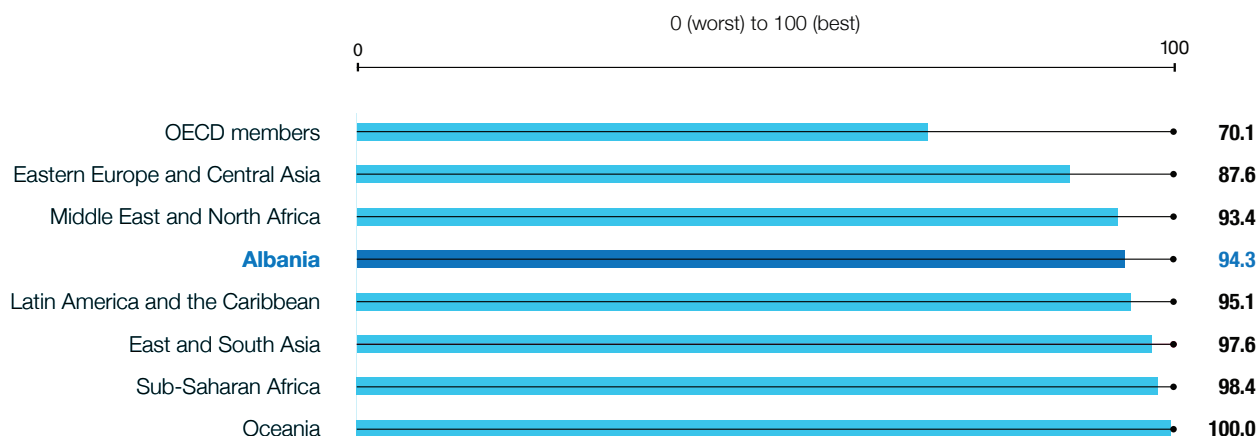 0 (worst) to 100 (best)
0 100
OECD members 70.1
Eastern Europe and Central Asia 87.6
Middle East and North Africa 93.4
Albania 94.3
Latin America and the Caribbean 95.1
East and South Asia 97.6
Sub-Saharan Africa 98.4
Oceania 100.0